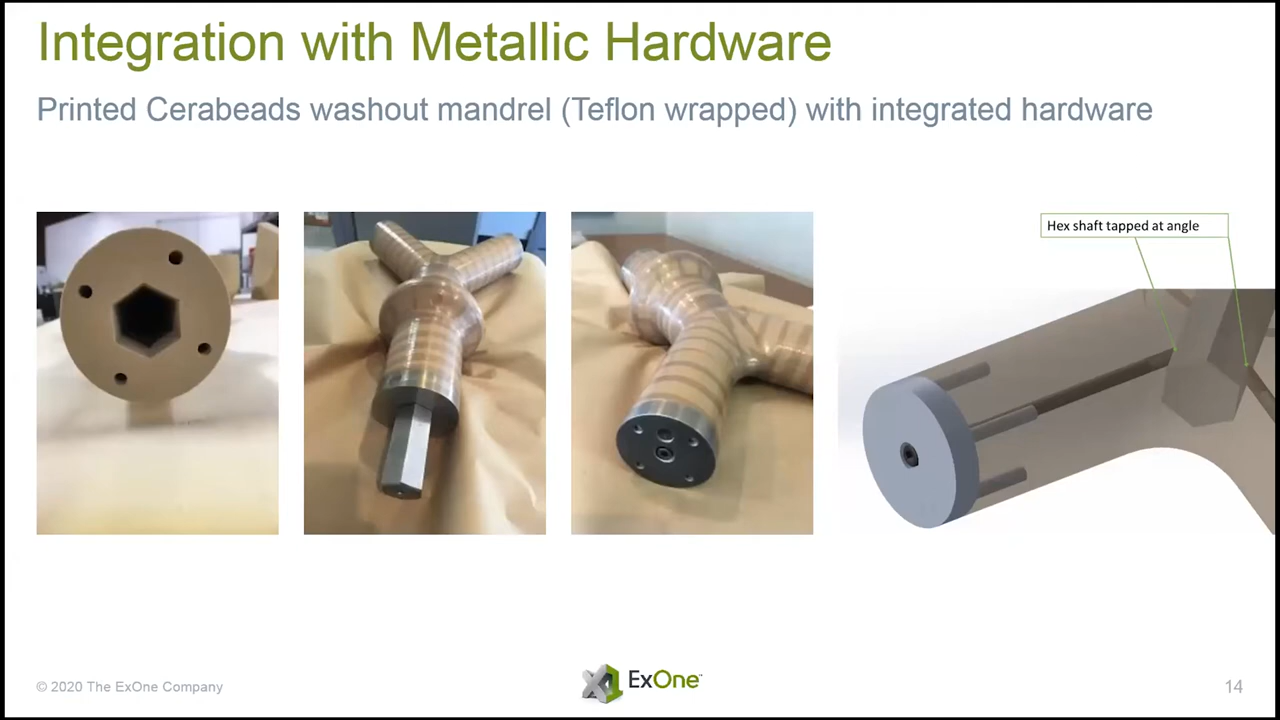 Integration with Metallic Hardware
Printed Cerabeads washout mandrel (Teflon wrapped) with integrated hardware
Hex shaft tapped at angle
© 2020 The ExOne Company
ExOne
14